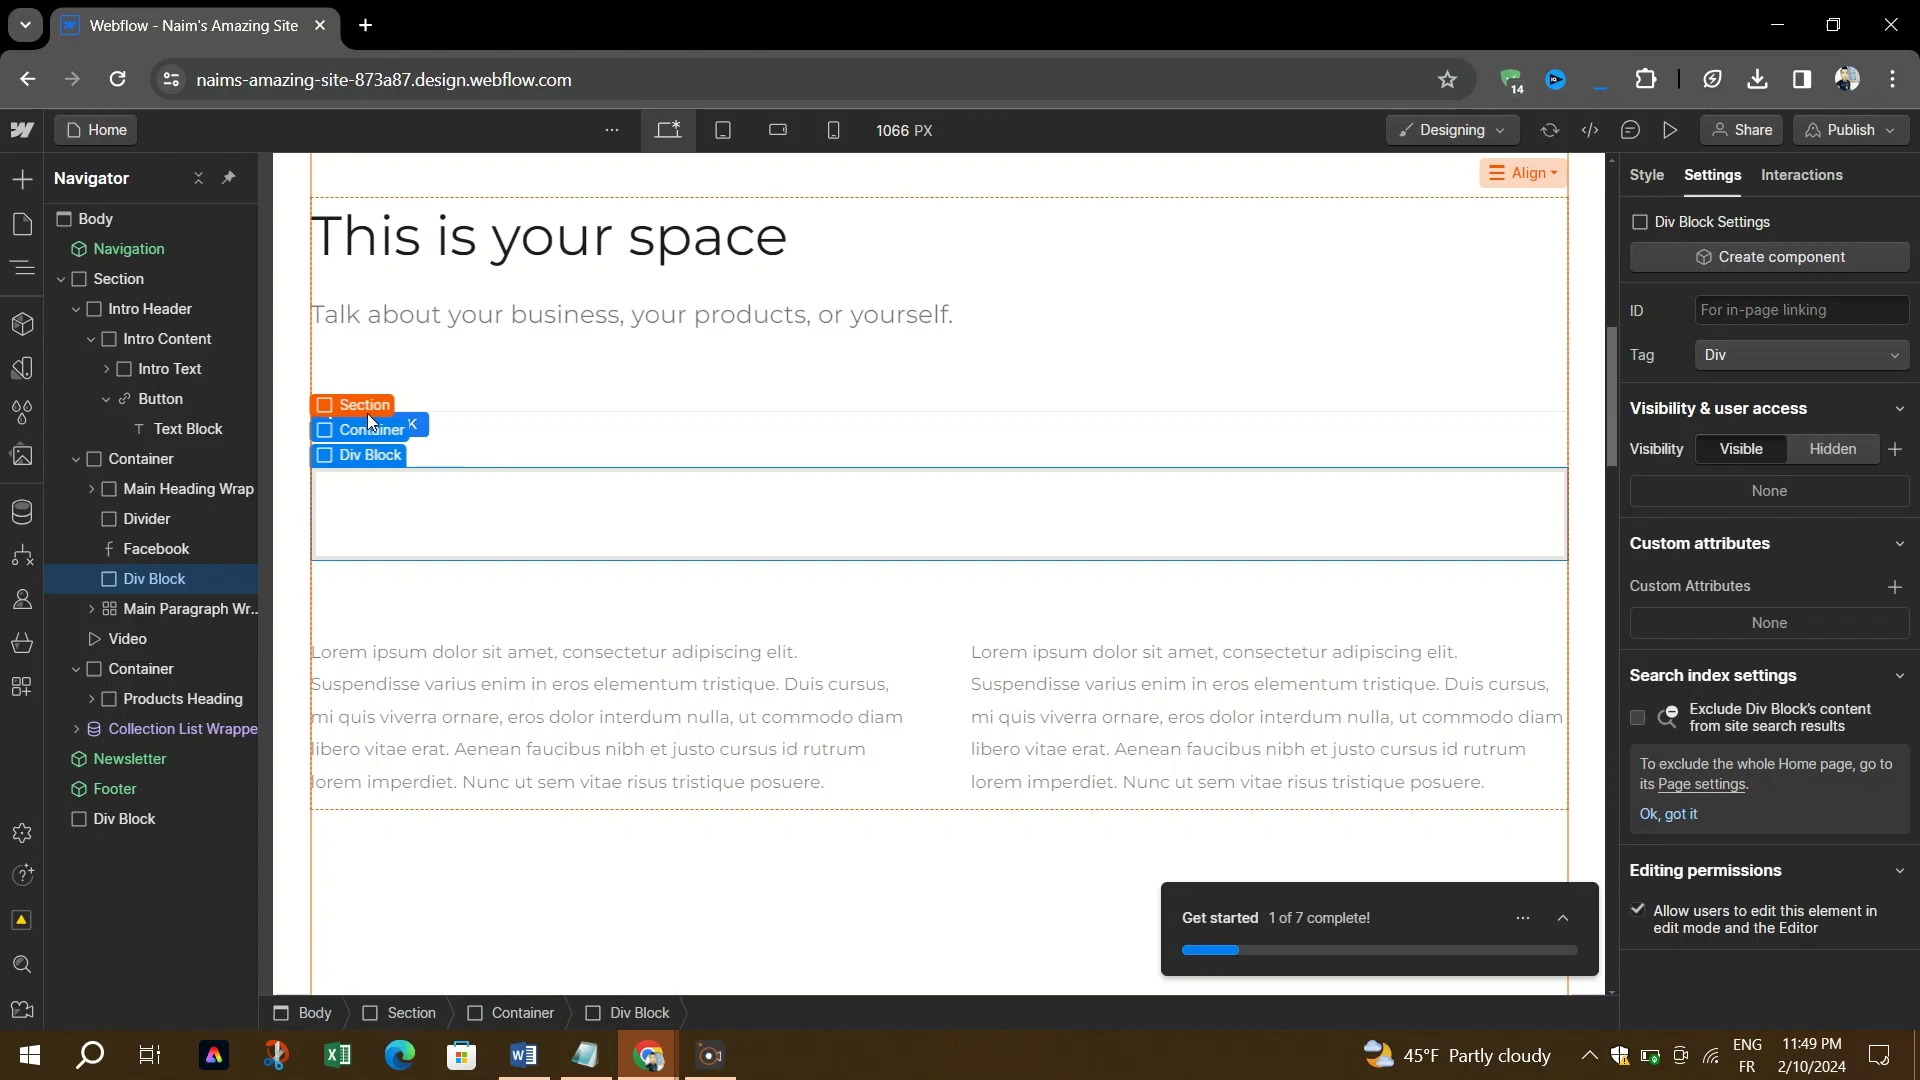 Webflow - Naim's Amazing Site
naims-amazing-site-873a87.design.webflow.com
14
Home
1066 PX
Designing
Share
Publish
Navigator
Body
Navigation
Section
Intro Header
Intro Content
Intro Text
Button
Text Block
Container
Main Heading Wrap
Divider
Facebook
Div Block
Main Paragraph Wr..
Video
Container
Products Heading
Collection List Wrappe
Newsletter
Footer
Div Block
Align
This is your space
Talk about your business, your products, or yourself.
Section
Container
K
Div Block
Lorem ipsum dolor sit amet, consectetur adipiscing elit.
Suspendisse varius enim in eros elementum tristique. Duis cursus,
mi quis viverra ornare, eros dolor interdum nulla, ut commodo diam
libero vitae erat. Aenean faucibus nibh et justo cursus id rutrum
lorem imperdiet. Nunc ut sem vitae risus tristique posuere.
Lorem ipsum dolor sit amet, consectetur adipiscing elit.
Suspendisse varius enim in eros elementum tristique. Duis cursus,
mi quis viverra ornare, eros dolor interdum nulla, ut commodo diam
libero vitae erat. Aenean faucibus nibh et justo cursus id rutrum
lorem imperdiet. Nunc ut sem vitae risus tristique posuere.
Get started 1 of 7 complete!
Body
Section
Container
Div Block
Style Settings Interactions
Div Block Settings
Create component
ID For in-page linking
Tag Div
Visibility & user access
Visibility Visible Hidden
None
Custom attributes
Custom Attributes
None
Search index settings
Exclude Div Block's content
from site search results
To exclude the whole Home page, go to
its Page settings.
Ok, got it
Editing permissions
Allow users to edit this element in
edit mode and the Editor
45°F Partly cloudy
ENG
FR
11:49 PM
2/10/2024